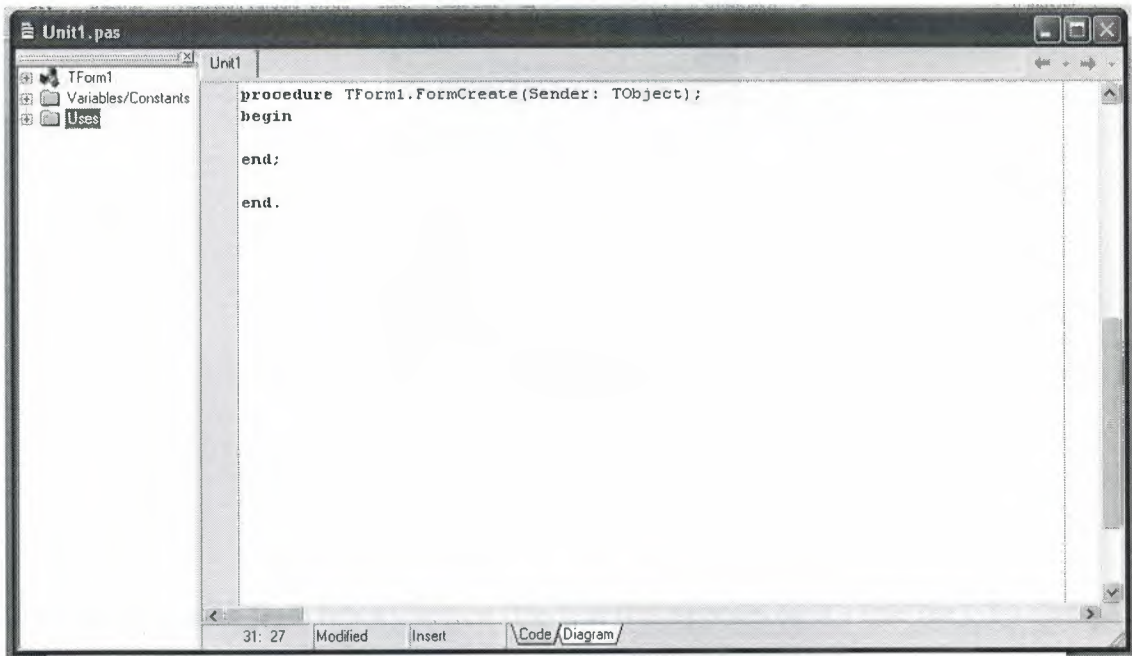 Unit1.pas
TForm1
Variables/Constants
Uses
Unit1
procedure TForm1.FormCreate(Sender: TObject);
begin
end;
end.
31: 27
Modified
Insert
Code
Diagram